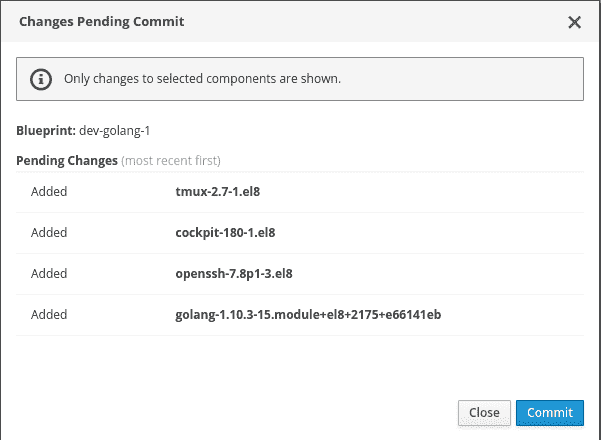 Changes Pending Commit
Only changes to selected components are shown.
Blueprint: dev-golang-1
Pending Changes (most recent first)
Added tmux-2.7-1.el8
Added cockpit-180-1.el8
Added openssh-7.8p1-3.el8
Added golang-1.10.3-15.module+el8+2175+e66141eb
Close Commit